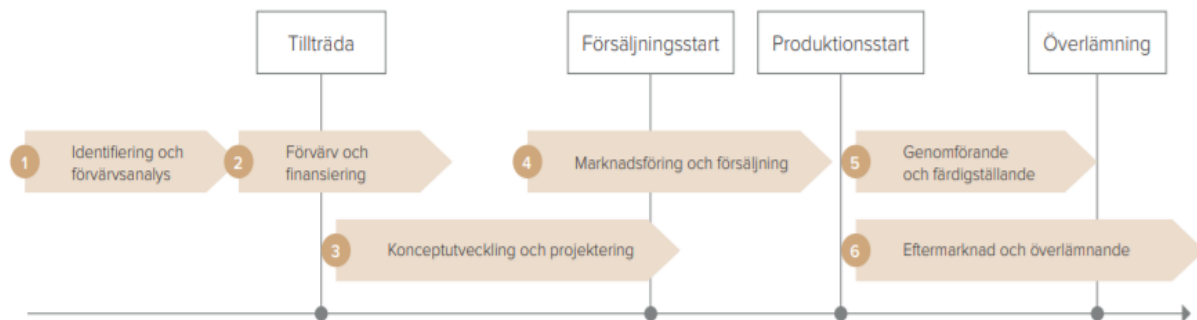 Tillträda
Försäljningsstart
Produktionsstart
Överlämning
1
Identifiering och
förvärvsanalys
2
Förvärv och
finansiering
4
Marknadsföring och försäljning
5
Genomförande
och färdigställande
3
Konceptutveckling och projektering
6
Eftermarknad och överlämnande